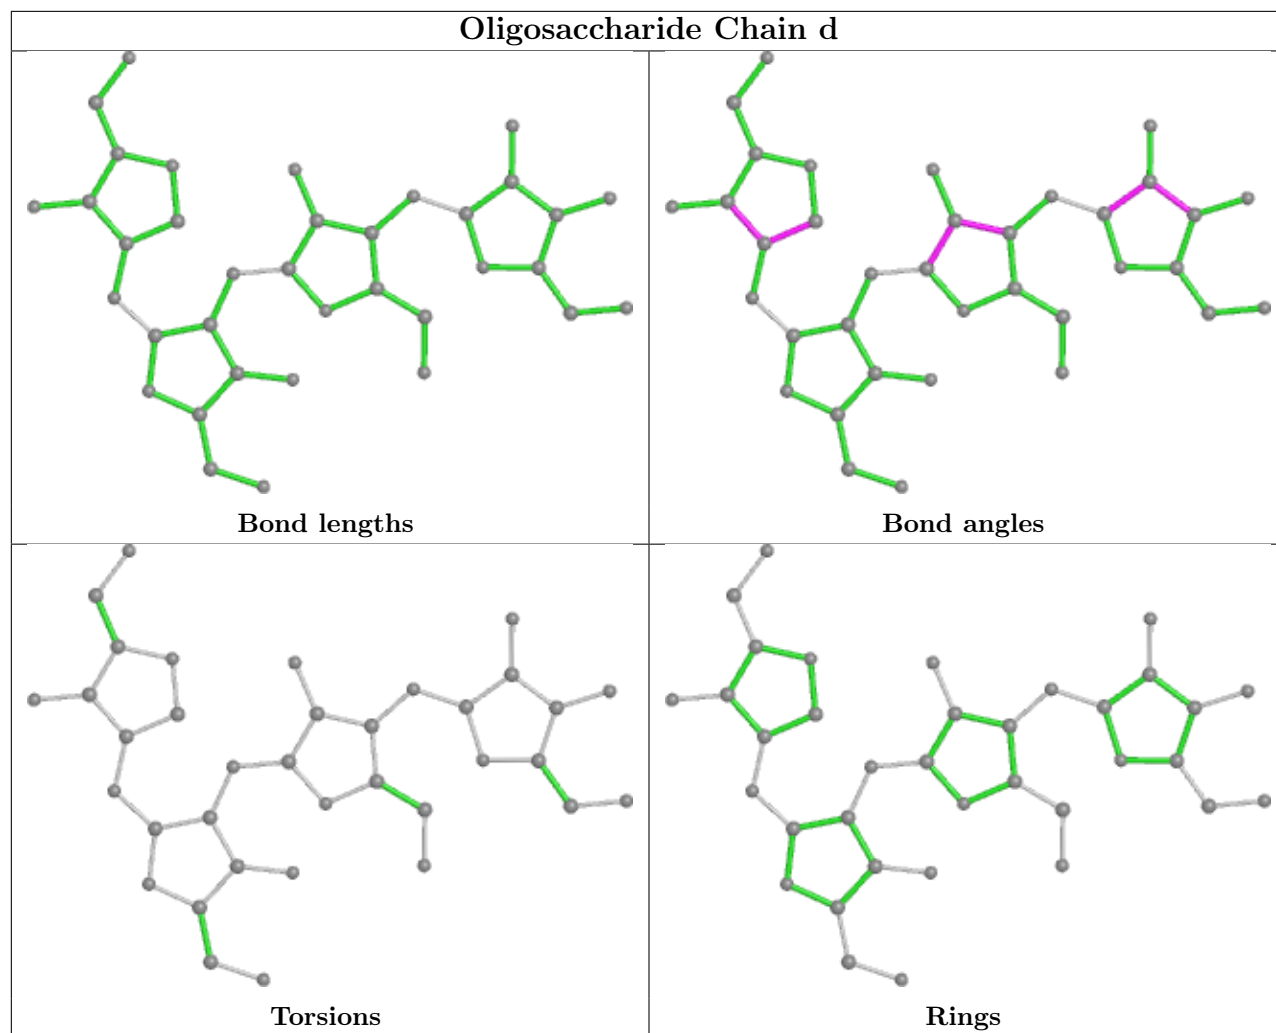 Oligosaccharide Chain d
Bond lengths
Bond angles
Torsions
Rings